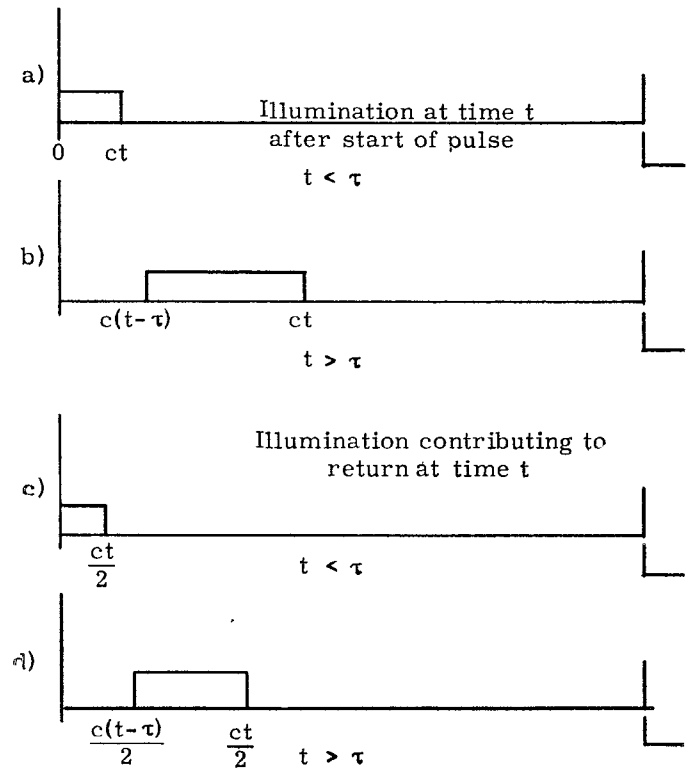 a)
Illumination at time t
after start of pulse
0 ct
t < τ
b)
c(t-τ) ct
t > τ
Illumination contributing to
return at time t
c)
ct/2 t < τ
d)
c(t-τ)/2 ct/2 t > τ